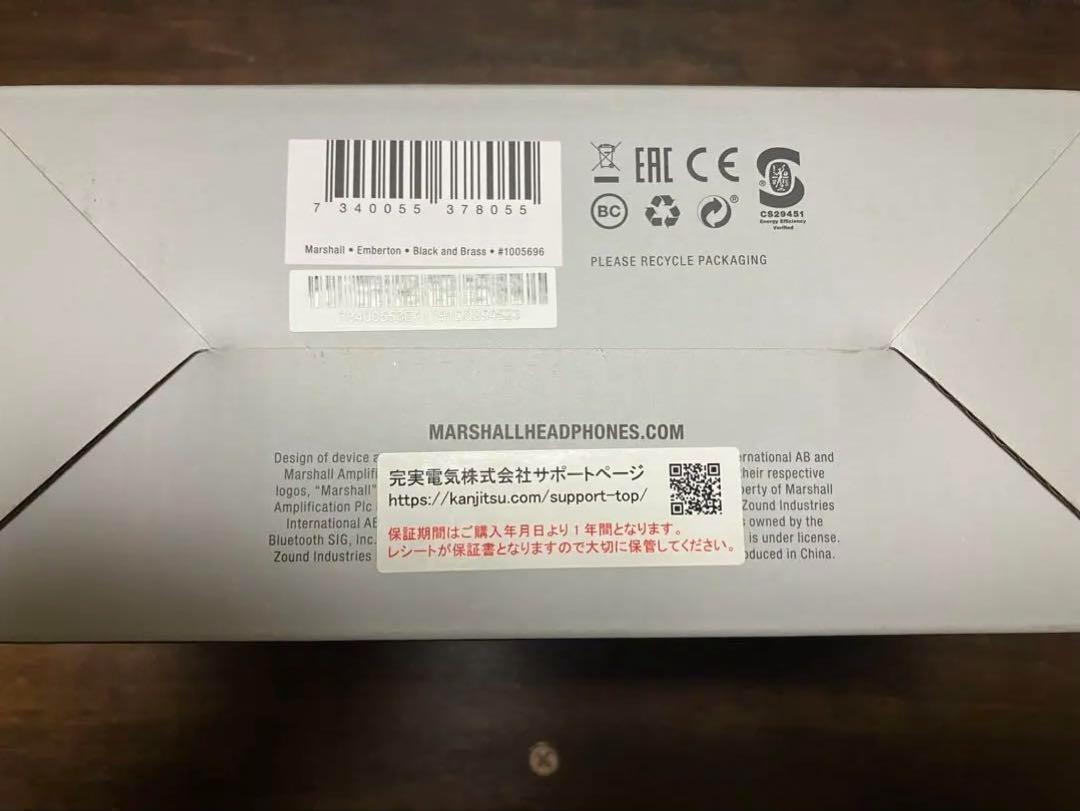 7 340055 378055
Marshall • Emberton • Black and Brass • #1005696
EAC CE
BC
CS29451
Energy Efficiency
Verified
PLEASE RECYCLE PACKAGING
MARSHALLHEADPHONES.COM
Design of device
Marshall
logos, "Marshall"
Amplification Plc
International
Bluetooth SIG, Inc.
Zound Industries
完実電気株式会社サポートページ
https://kanjitsu.com/support-top/
保証期間はご購入年月日より1年間となります。
レシートが保証書となりますので大切に保管してください。
AB and
their respective
of Marshall
Zound Industries
owned by the
is under license.
in China.